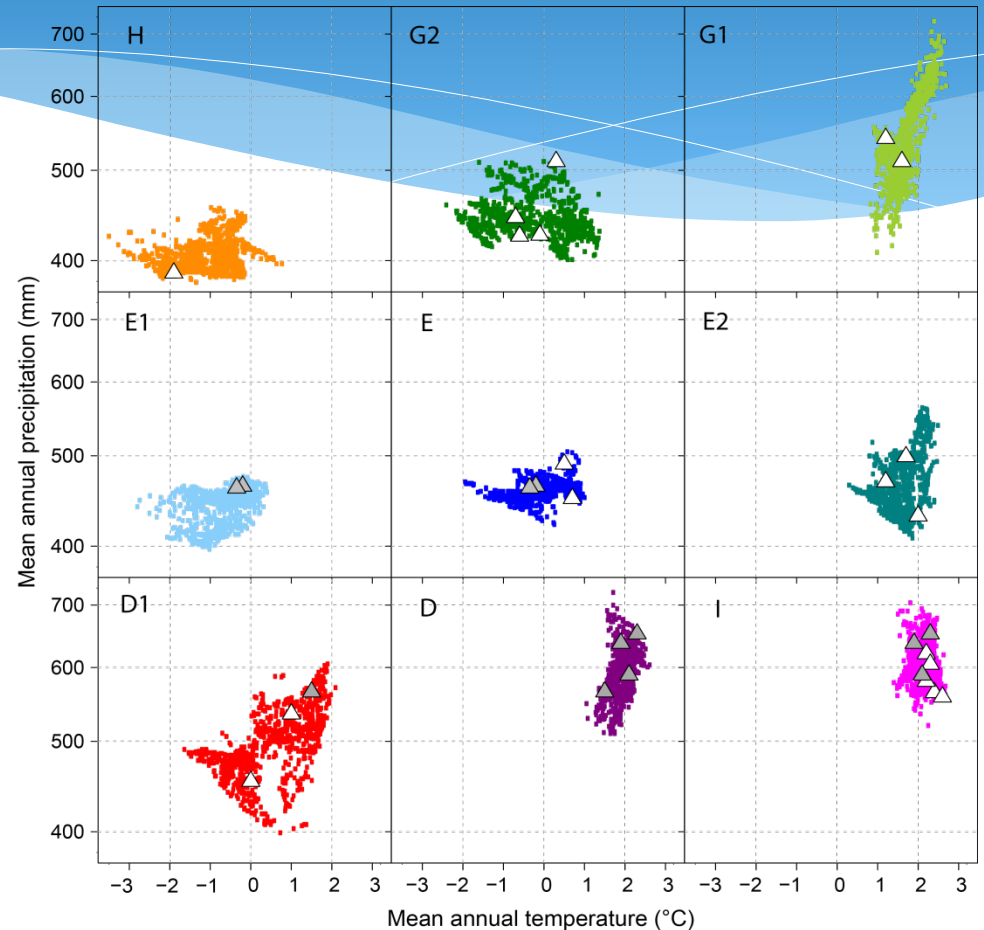 H G2 G1
700
600
500
400
E1 E E2
700
600
500
400
D1 D I
700
600
500
400
−3 −2 −1 0 1 2 3 −3 −2 −1 0 1 2 3 −3 −2 −1 0 1 2 3
Mean annual precipitation (mm)
Mean annual temperature (°C)